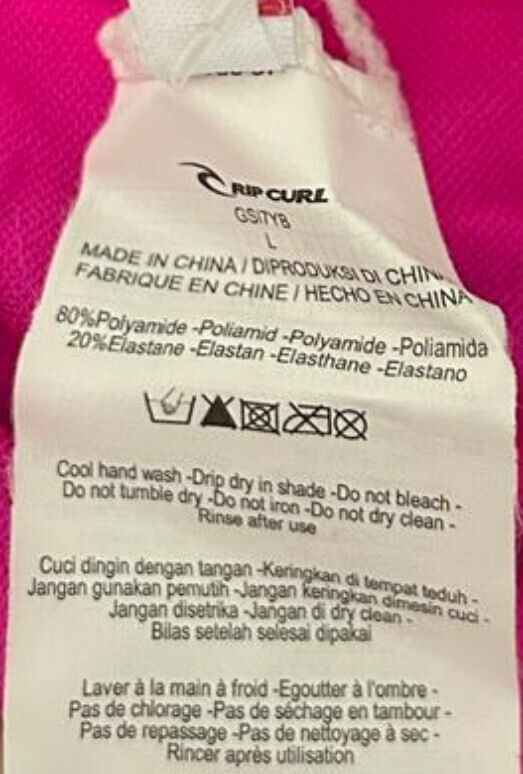 RIP CURL
GSITYB
L
MADE IN CHINA / DIPRODUKSI DI CHINA
FABRIQUE EN CHINE / HECHO EN CHINA
80%Polyamide -Poliamid -Polyamide -Poliamida
20%Elastane -Elastan -Elasthane -Elastano
Cool hand wash -Drip dry in shade -Do not bleach -
Do not tumble dry -Do not iron -Do not dry clean -
Rinse after use
Cuci dingin dengan tangan -Keringkan di tempat teduh -
Jangan gunakan pemutih -Jangan keringkan dimesin cuci -
Jangan disetrika -Jangan di dry clean -
Bilas setelah selesai dipakai
Laver à la main à froid -Egoutter à l'ombre -
Pas de chlorage -Pas de séchage en tambour -
Pas de repassage -Pas de nettoyage à sec -
Rincer après utilisation